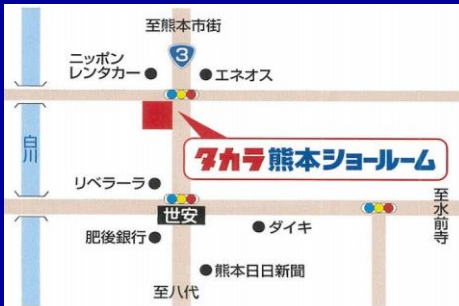 至熊本市街
3
ニッポン
レンタカー
エネオス
白川
タカラ熊本ショールーム
リベラーラ
世安
至水前寺
ダイキ
肥後銀行
熊本日日新聞
至八代